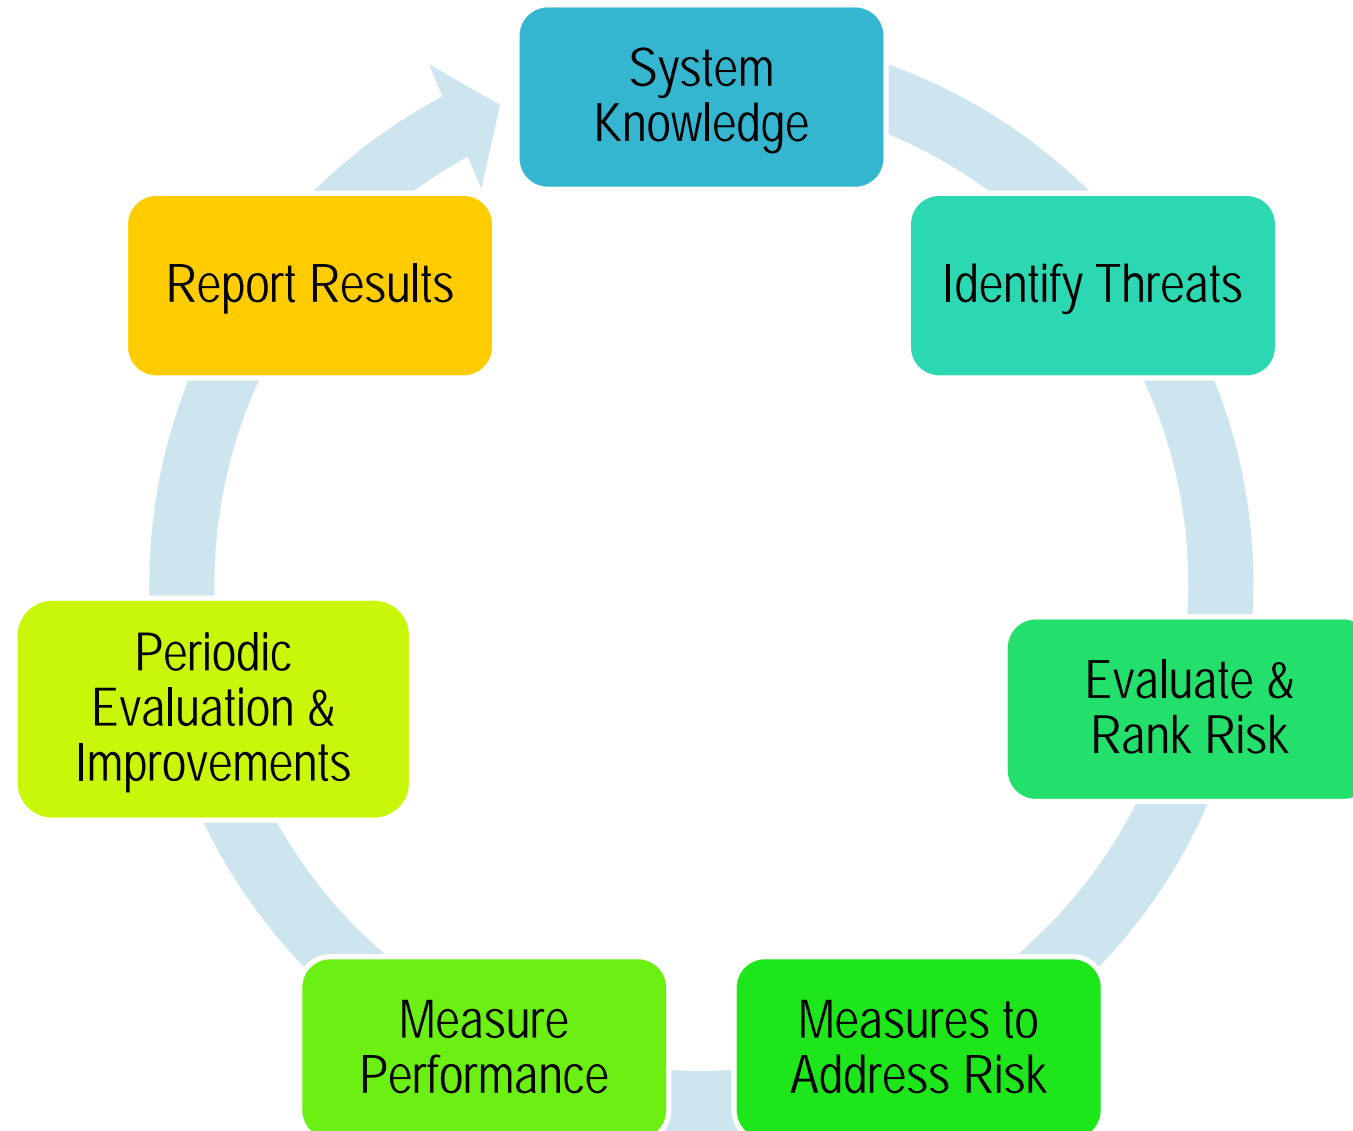 System
Knowledge
Identify Threats
Evaluate &
Rank Risk
Measures to
Address Risk
Measure
Performance
Periodic
Evaluation &
Improvements
Report Results